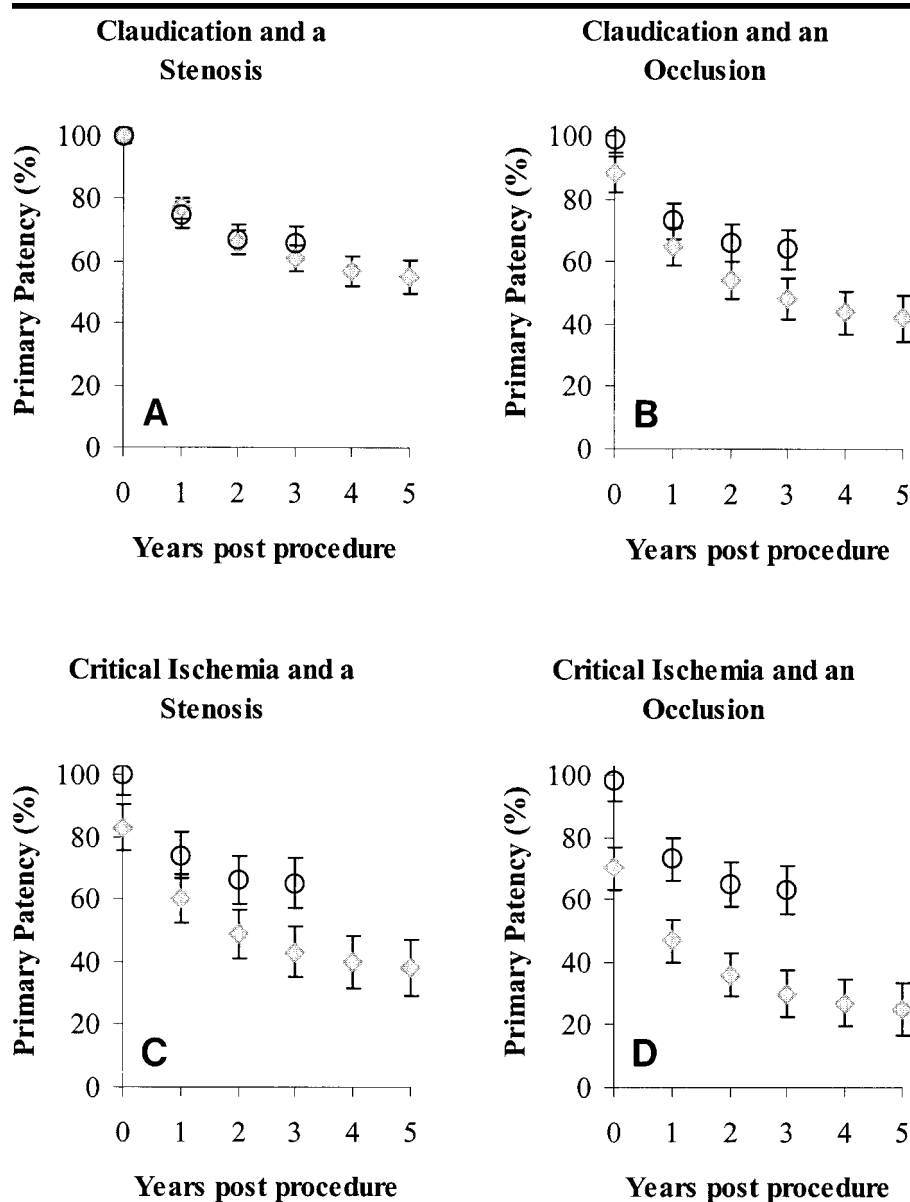 Claudication and a
Stenosis
Primary Patency (%)
100
80
60
40
20
0
A
0 1 2 3 4 5
Years post procedure
Claudication and an
Occlusion
Primary Patency (%)
100
80
60
40
20
0
B
0 1 2 3 4 5
Years post procedure
Critical Ischemia and a
Stenosis
Primary Patency (%)
100
80
60
40
20
0
C
0 1 2 3 4 5
Years post procedure
Critical Ischemia and an
Occlusion
Primary Patency (%)
100
80
60
40
20
0
D
0 1 2 3 4 5
Years post procedure